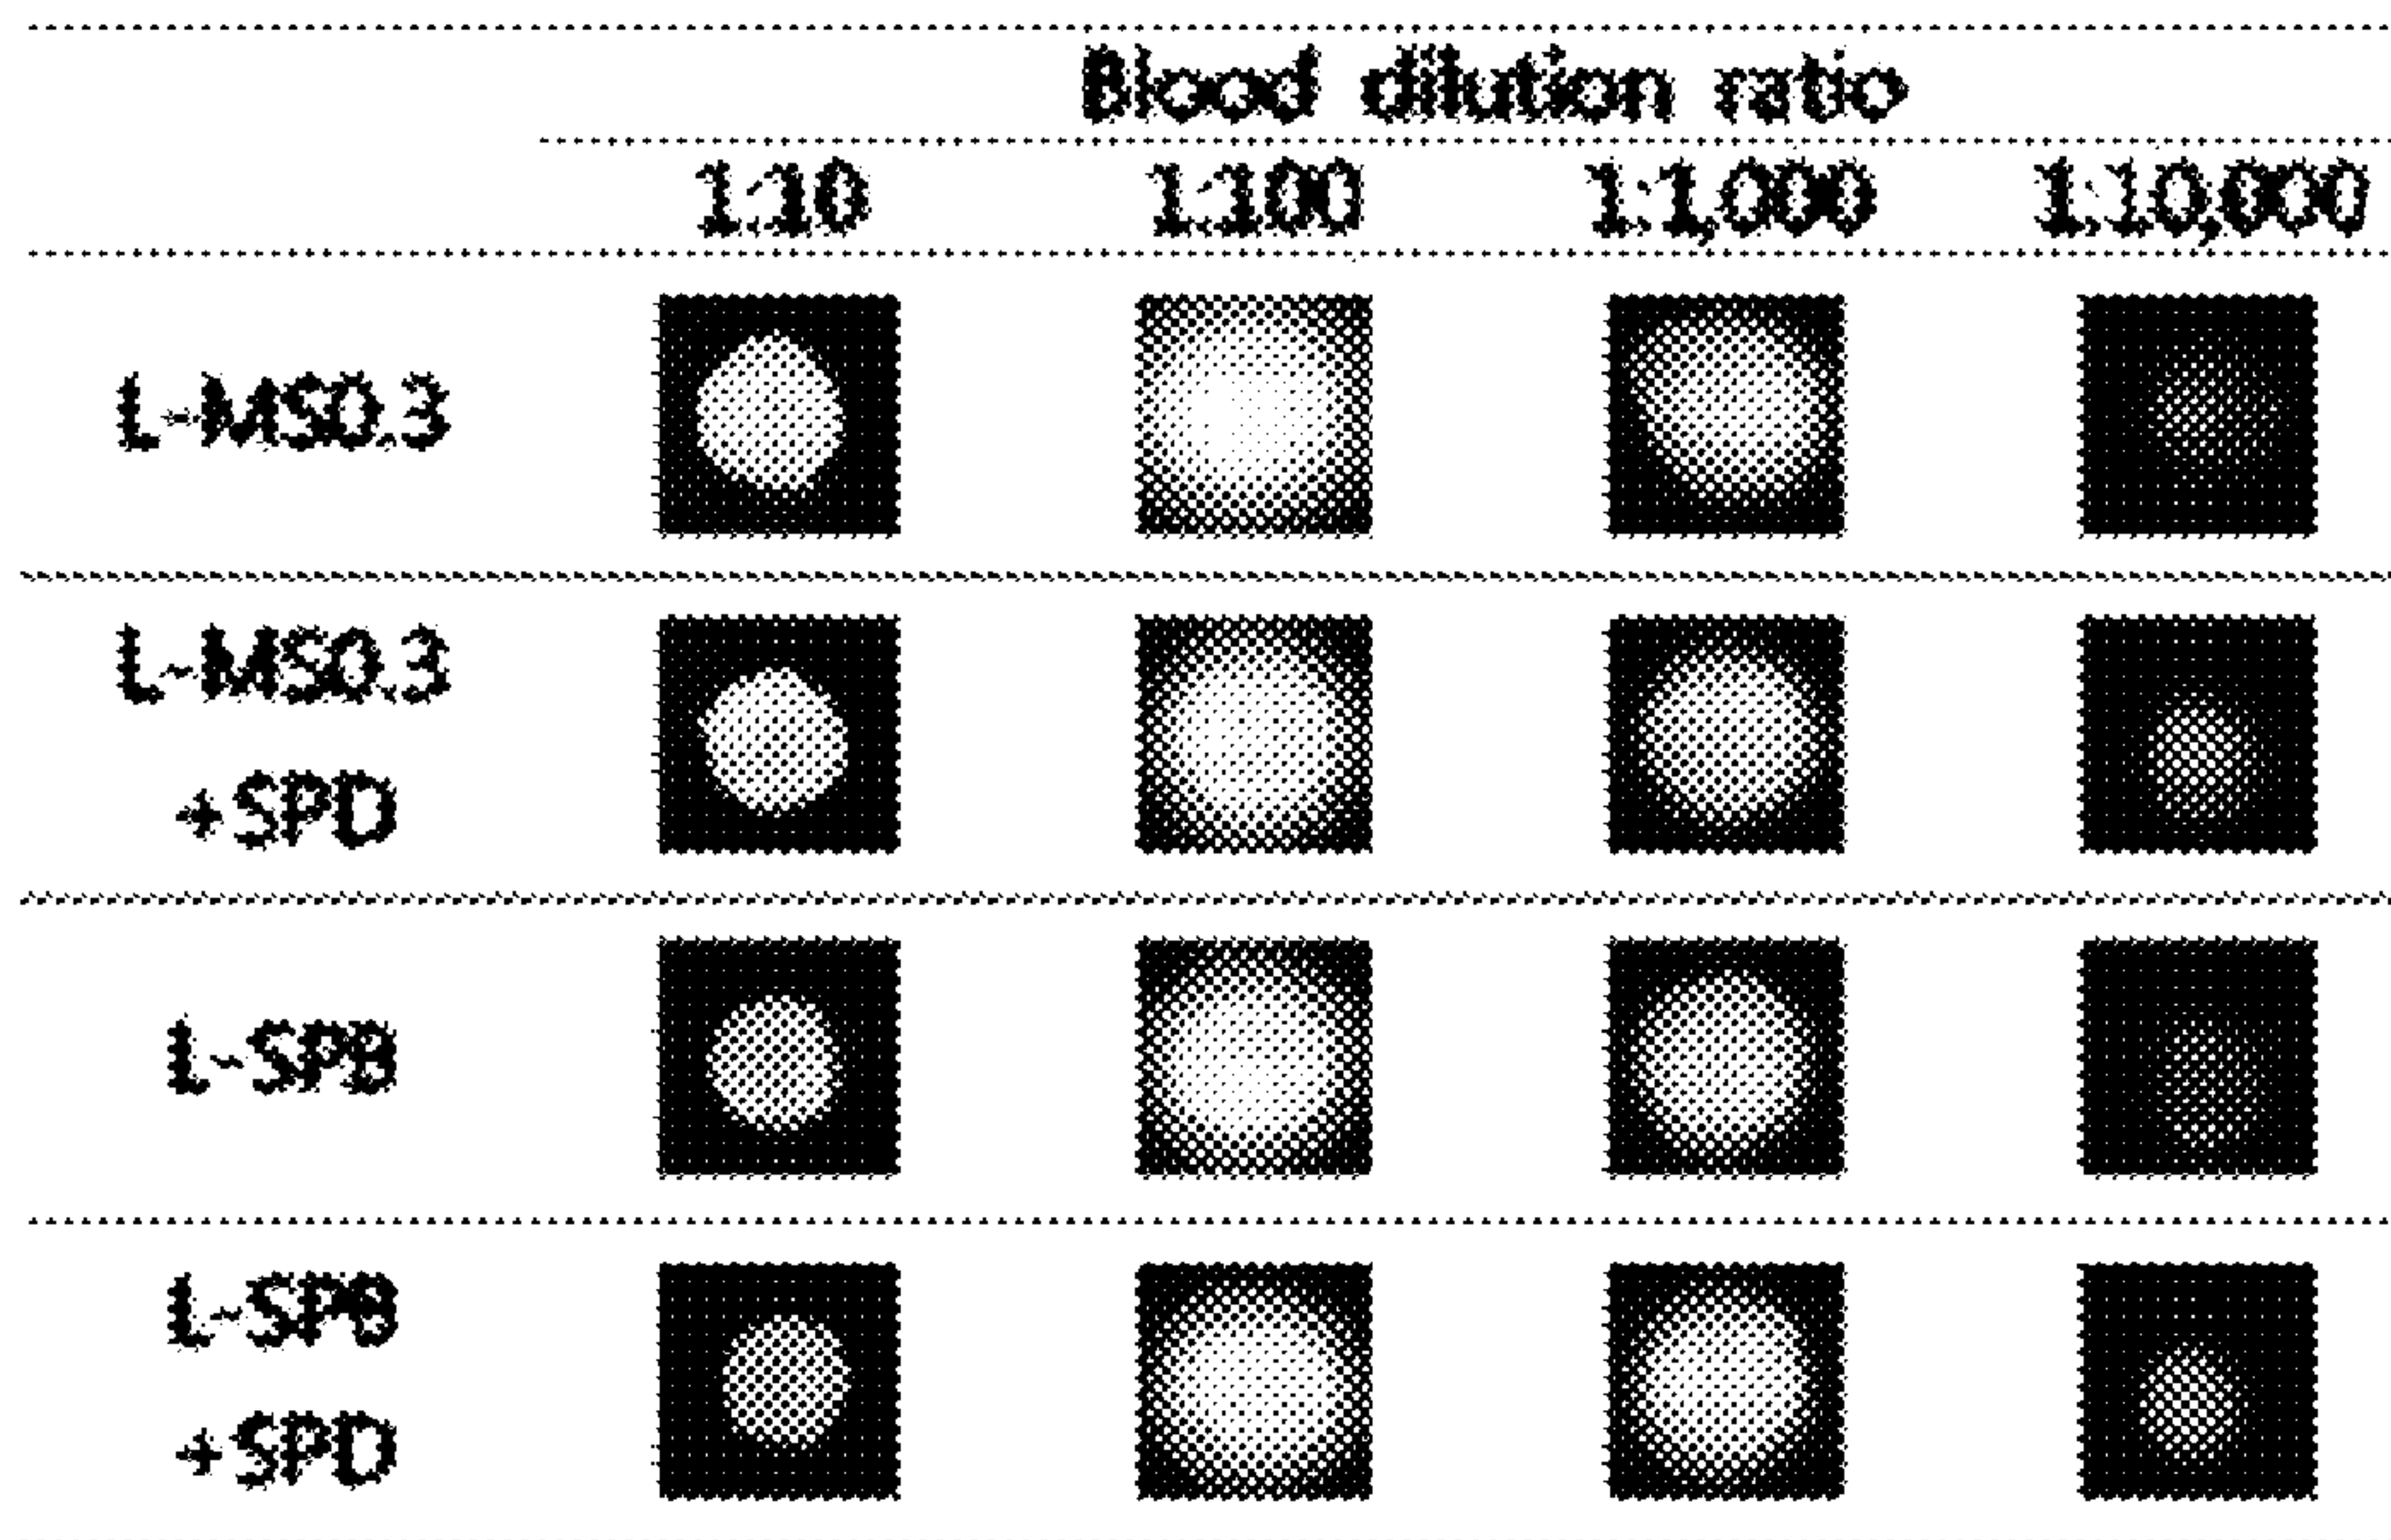 Blood dilution ratio
1:10 1:100 1:1,000 1:10,000
L-MS0.3
L-MS0.3
+SPD
L-SPB
L-SPB
+SPD